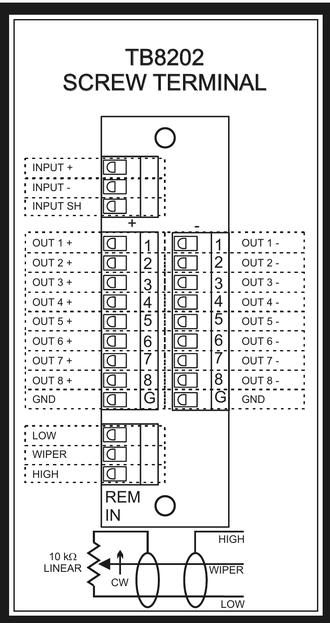 TB8202
SCREW TERMINAL
INPUT +
INPUT -
INPUT SH
+ -
OUT 1 + 1 1 OUT 1 -
OUT 2 + 2 2 OUT 2 -
OUT 3 + 3 3 OUT 3 -
OUT 4 + 4 4 OUT 4 -
OUT 5 + 5 5 OUT 5 -
OUT 6 + 6 6 OUT 6 -
OUT 7 + 7 7 OUT 7 -
OUT 8 + 8 8 OUT 8 -
GND G G GND
LOW
WIPER
HIGH
REM
IN
HIGH
10 kΩ
LINEAR
WIPER
CW
LOW